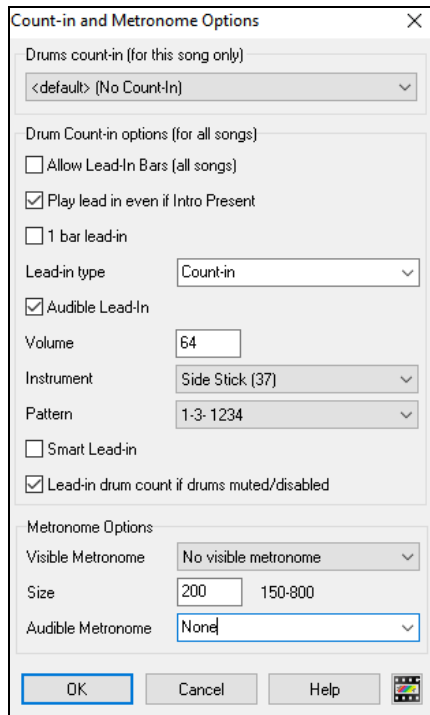 Count-in and Metronome Options
Drums count-in (for this song only)
<default> (No Count-In)
Drum Count-in options (for all songs)
Allow Lead-In Bars (all songs)
Play lead in even if Intro Present
1 bar lead-in
Lead-in type Count-in
Audible Lead-In
Volume 64
Instrument Side Stick (37)
Pattern 1-3- 1234
Smart Lead-in
Lead-in drum count if drums muted/disabled
Metronome Options
Visible Metronome No visible metronome
Size 200 150-800
Audible Metronome None
OK Cancel Help